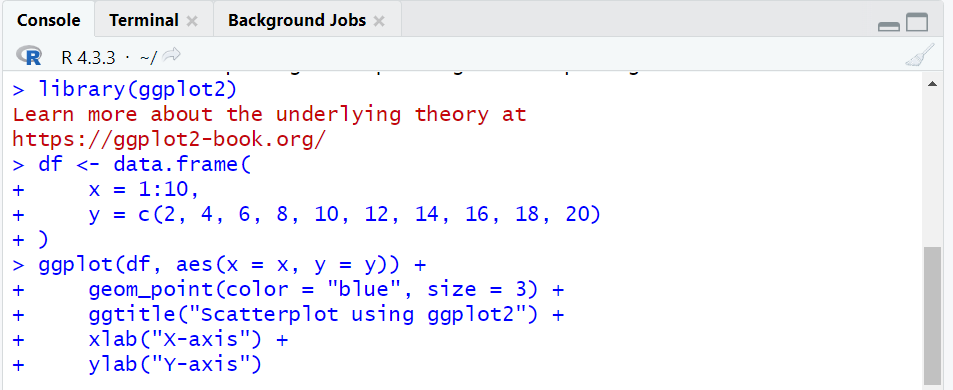 Console Terminal Background Jobs
R R 4.3.3 · ~/
> library(ggplot2)
Learn more about the underlying theory at
https://ggplot2-book.org/
> df <- data.frame(
+     x = 1:10,
+     y = c(2, 4, 6, 8, 10, 12, 14, 16, 18, 20)
+ )
> ggplot(df, aes(x = x, y = y)) +
+     geom_point(color = "blue", size = 3) +
+     ggtitle("Scatterplot using ggplot2") +
+     xlab("X-axis") +
+     ylab("Y-axis")